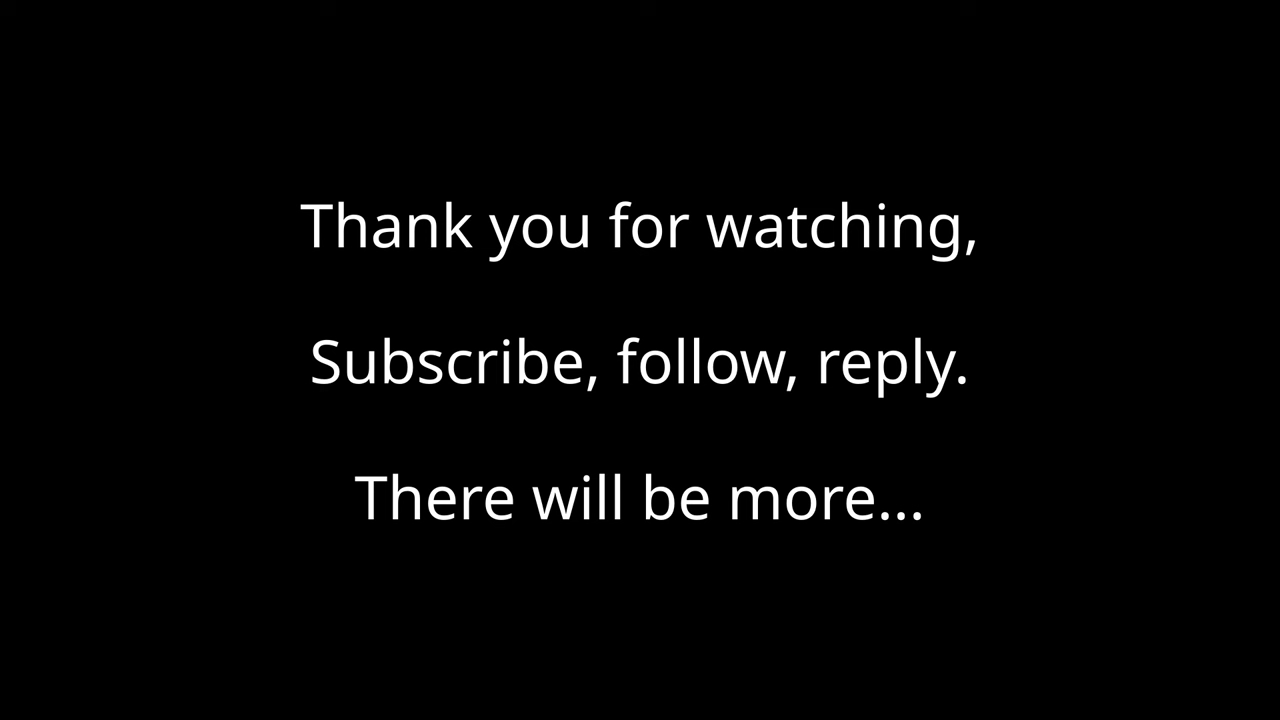 Thank you for watching,
Subscribe, follow, reply.
There will be more...